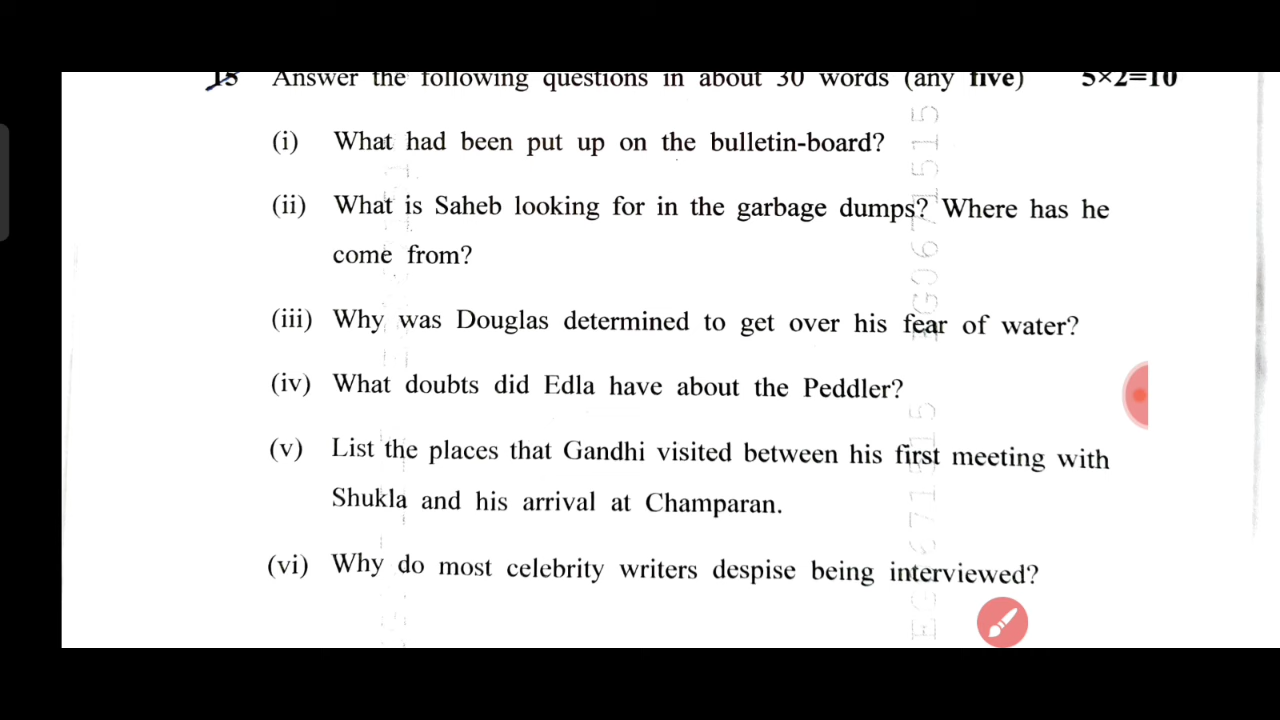 15 Answer the following questions in about 30 words (any five) 5×2=10
(i) What had been put up on the bulletin-board?
(ii) What is Saheb looking for in the garbage dumps? Where has he
come from?
(iii) Why was Douglas determined to get over his fear of water?
(iv) What doubts did Edla have about the Peddler?
(v) List the places that Gandhi visited between his first meeting with
Shukla and his arrival at Champaran.
(vi) Why do most celebrity writers despise being interviewed?